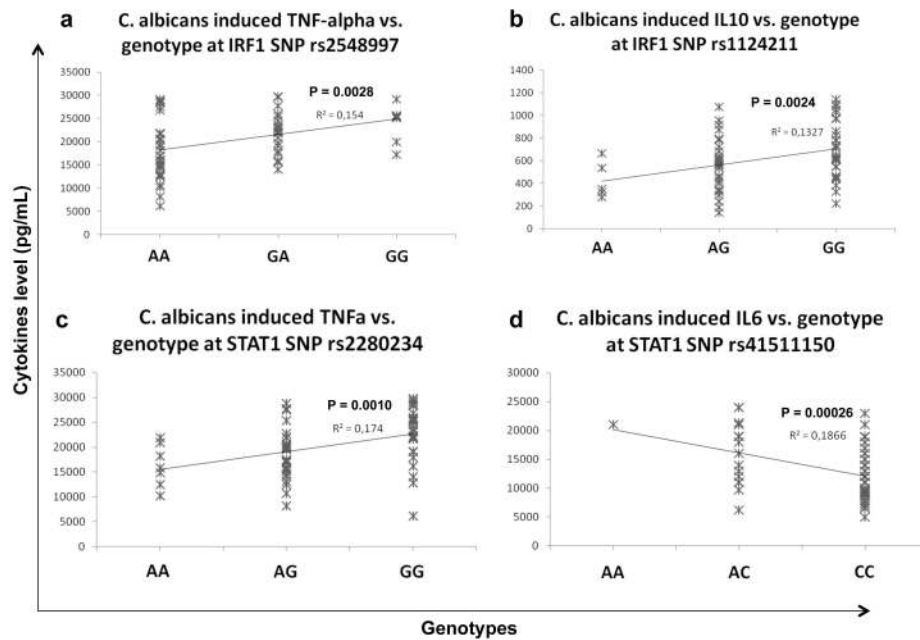 a
C. albicans induced TNF-alpha vs.
genotype at IRF1 SNP rs2548997
35000
30000
25000
20000
15000
10000
5000
0
P = 0.0028
R² = 0,154
AA
GA
GG
b
C. albicans induced IL10 vs. genotype
at IRF1 SNP rs1124211
1400
1200
1000
800
600
400
200
0
P = 0.0024
R² = 0,1327
AA
AG
GG
Cytokines level (pg/mL)
c
C. albicans induced TNFa vs.
genotype at STAT1 SNP rs2280234
35000
30000
25000
20000
15000
10000
5000
0
P = 0.0010
R² = 0,174
AA
AG
GG
d
C. albicans induced IL6 vs. genotype
at STAT1 SNP rs41511150
30000
25000
20000
15000
10000
5000
0
P = 0.00026
R² = 0,1866
AA
AC
CC
Genotypes